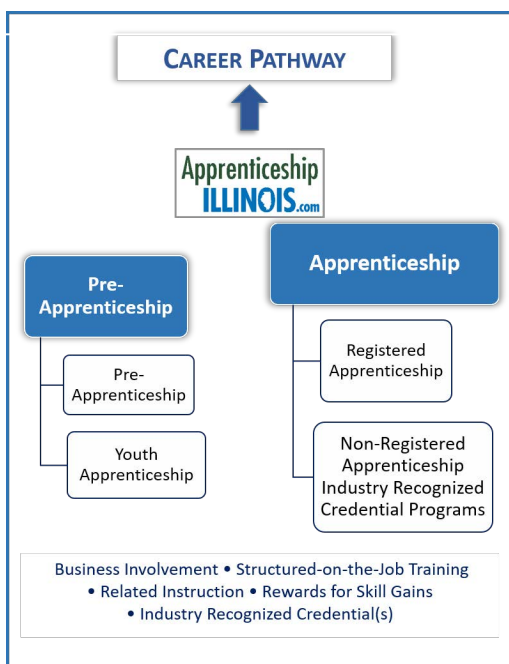 CAREER PATHWAY
Apprenticeship
ILLINOIS.com
Pre-
Apprenticeship
Pre-
Apprenticeship
Youth
Apprenticeship
Apprenticeship
Registered
Apprenticeship
Non-Registered
Apprenticeship
Industry Recognized
Credential Programs
Business Involvement • Structured-on-the-Job Training
• Related Instruction • Rewards for Skill Gains
• Industry Recognized Credential(s)